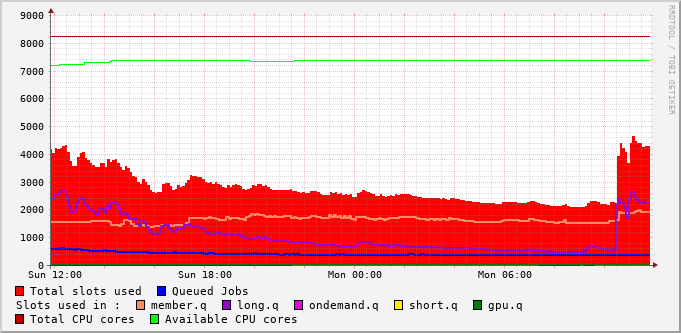 RRDTOOL / TOBI OETIKER
9000
8000
7000
6000
5000
4000
3000
2000
1000
0
Sun 12:00 Sun 18:00 Mon 00:00 Mon 06:00
Total slots used Queued Jobs
Slots used in : member.q long.q ondemand.q short.q gpu.q
Total CPU cores Available CPU cores